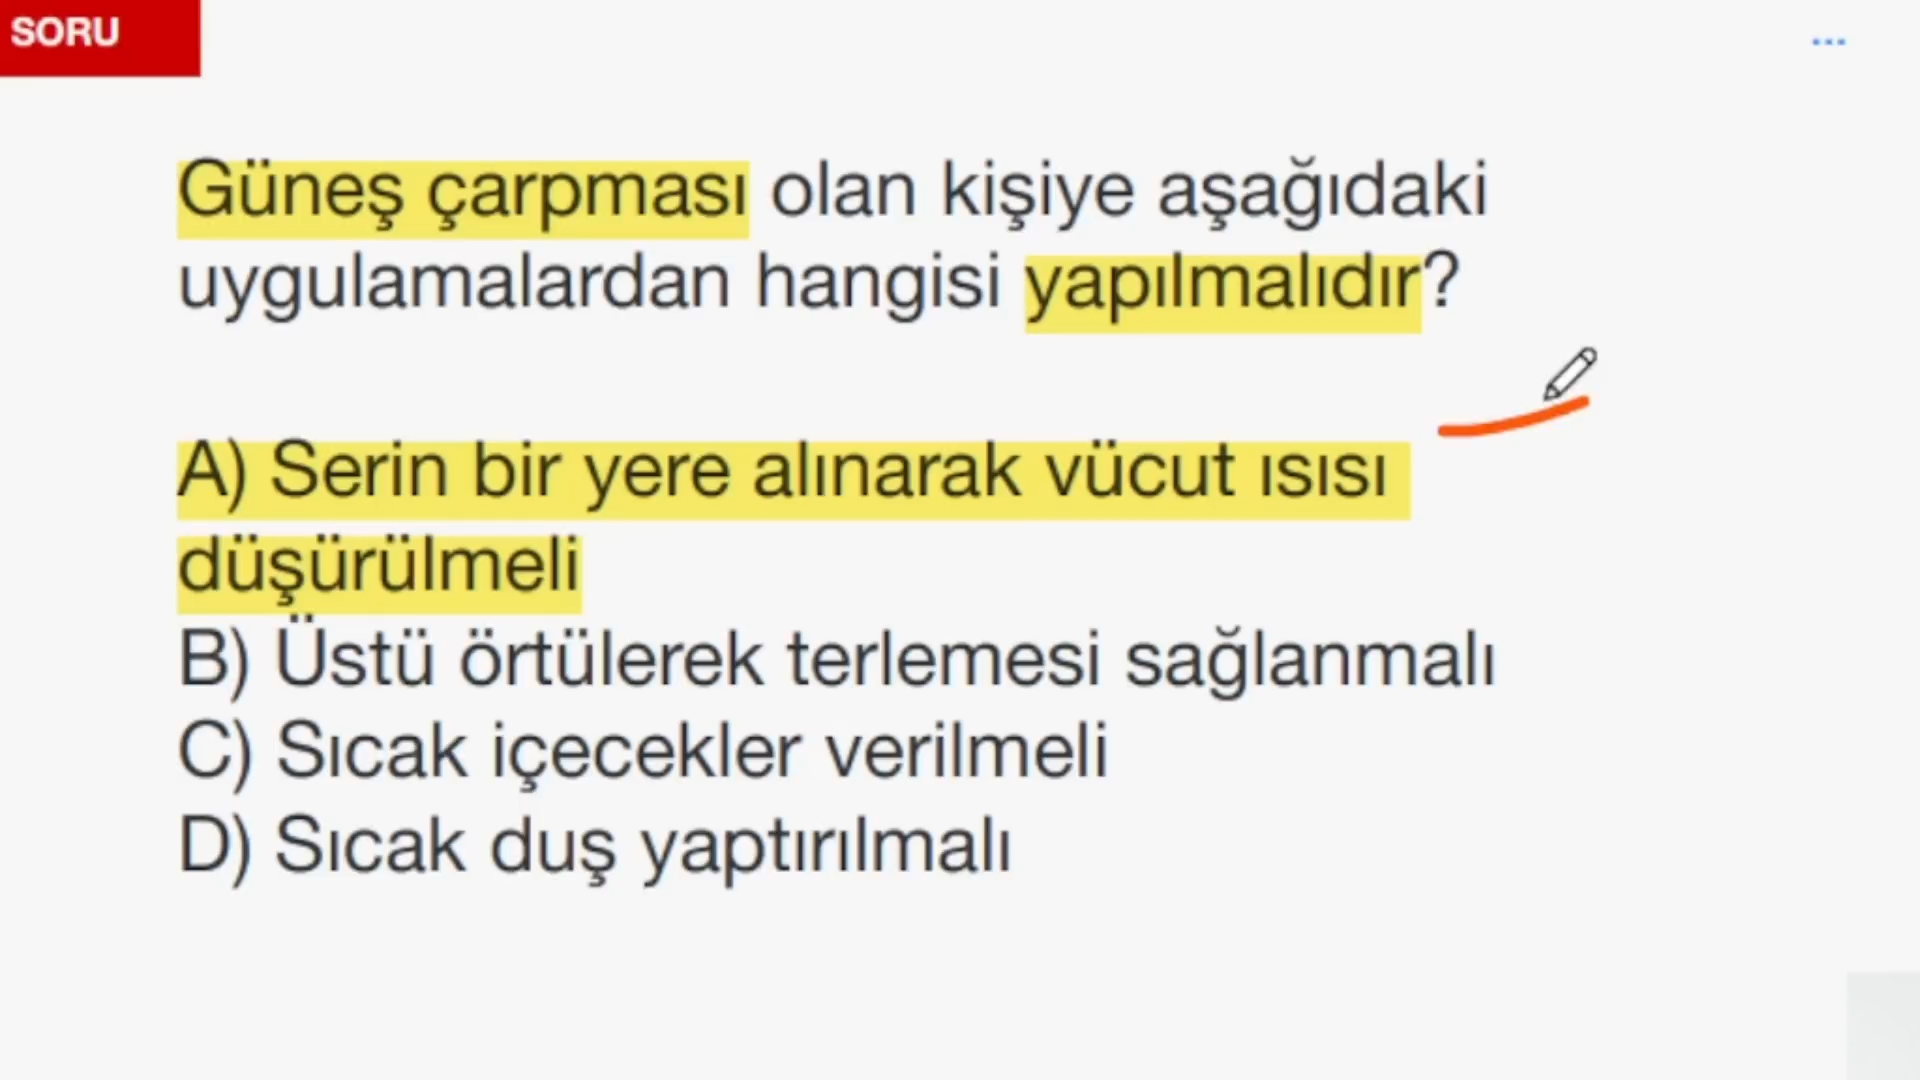 SORU
Güneş çarpması olan kişiye aşağıdaki
uygulamalardan hangisi yapılmalıdır?
A) Serin bir yere alınarak vücut ısısı
düşürülmeli
B) Üstü örtülerek terlemesi sağlanmalı
C) Sıcak içecekler verilmeli
D) Sıcak duş yaptırılmalı